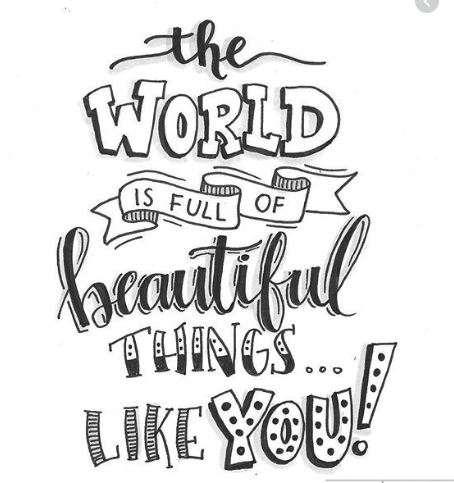 the
WORLD
IS FULL OF
beautiful
THINGS...
LIKE YOU!